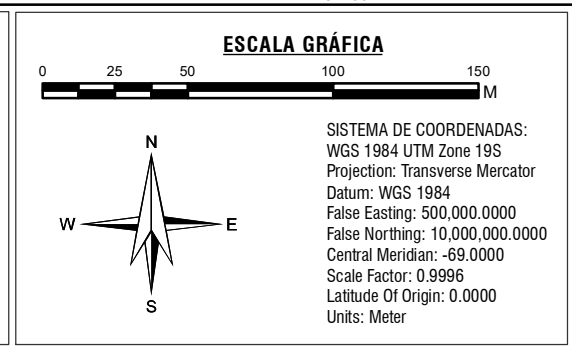 ESCALA GRÁFICA
0 25 50 100 150
M
N
W E
S
SISTEMA DE COORDENADAS:
WGS 1984 UTM Zone 19S
Projection: Transverse Mercator
Datum: WGS 1984
False Easting: 500,000.0000
False Northing: 10,000,000.0000
Central Meridian: -69.0000
Scale Factor: 0.9996
Latitude Of Origin: 0.0000
Units: Meter